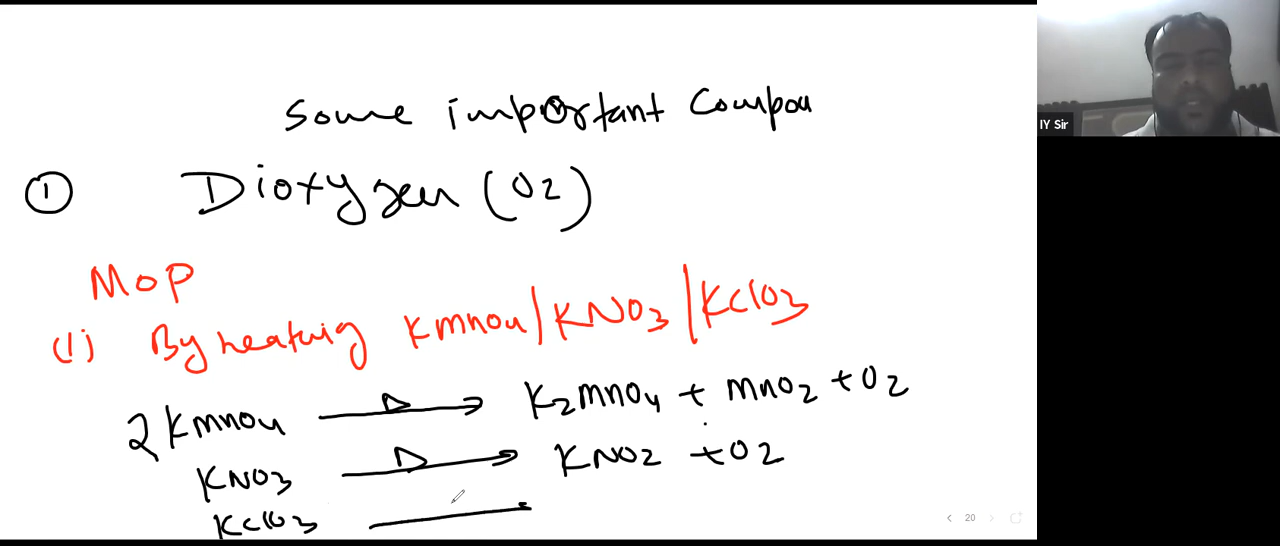 Some important Compou
① Dioxygen (O2)
MOP
(1) By heating KMnO4/KNO3/KClO3
2KMnO4 → K2MnO4 + MnO2 + O2
KNO3 → KNO2 + O2
KClO3
IY Sir
< 20 >